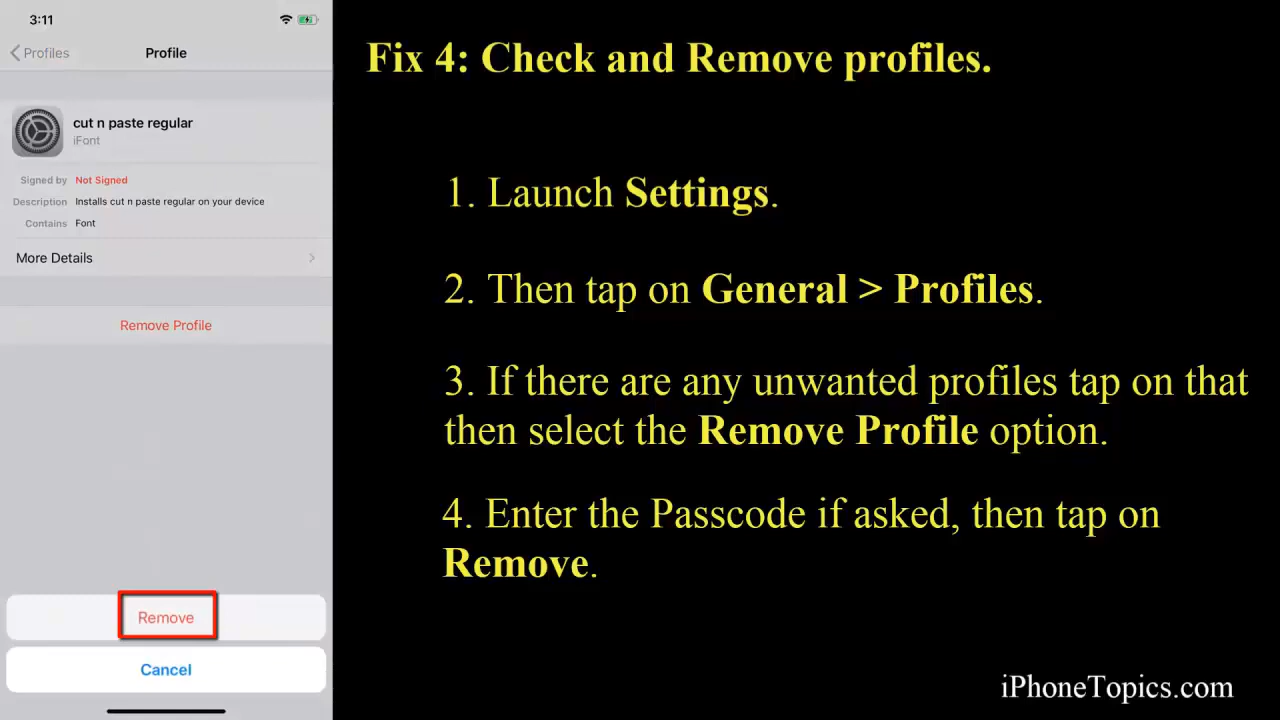 3:11
Profiles
Profile
cut n paste regular
iFont
Signed by Not Signed
Description Installs cut n paste regular on your device
Contains Font
More Details
Remove Profile
Remove
Cancel
Fix 4: Check and Remove profiles.
1. Launch Settings.
2. Then tap on General > Profiles.
3. If there are any unwanted profiles tap on that
then select the Remove Profile option.
4. Enter the Passcode if asked, then tap on
Remove.
iPhoneTopics.com